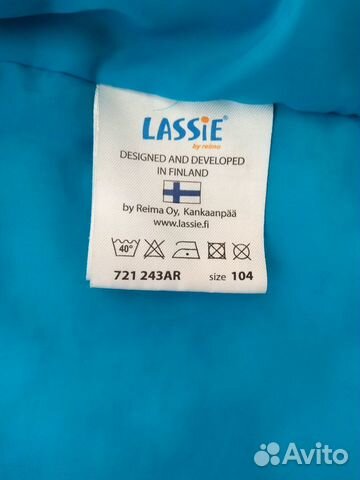 LASSiE®
by reima
DESIGNED AND DEVELOPED
IN FINLAND
by Reima Oy, Kankaanpää
www.lassie.fi
40°
721 243AR size 104
Avito